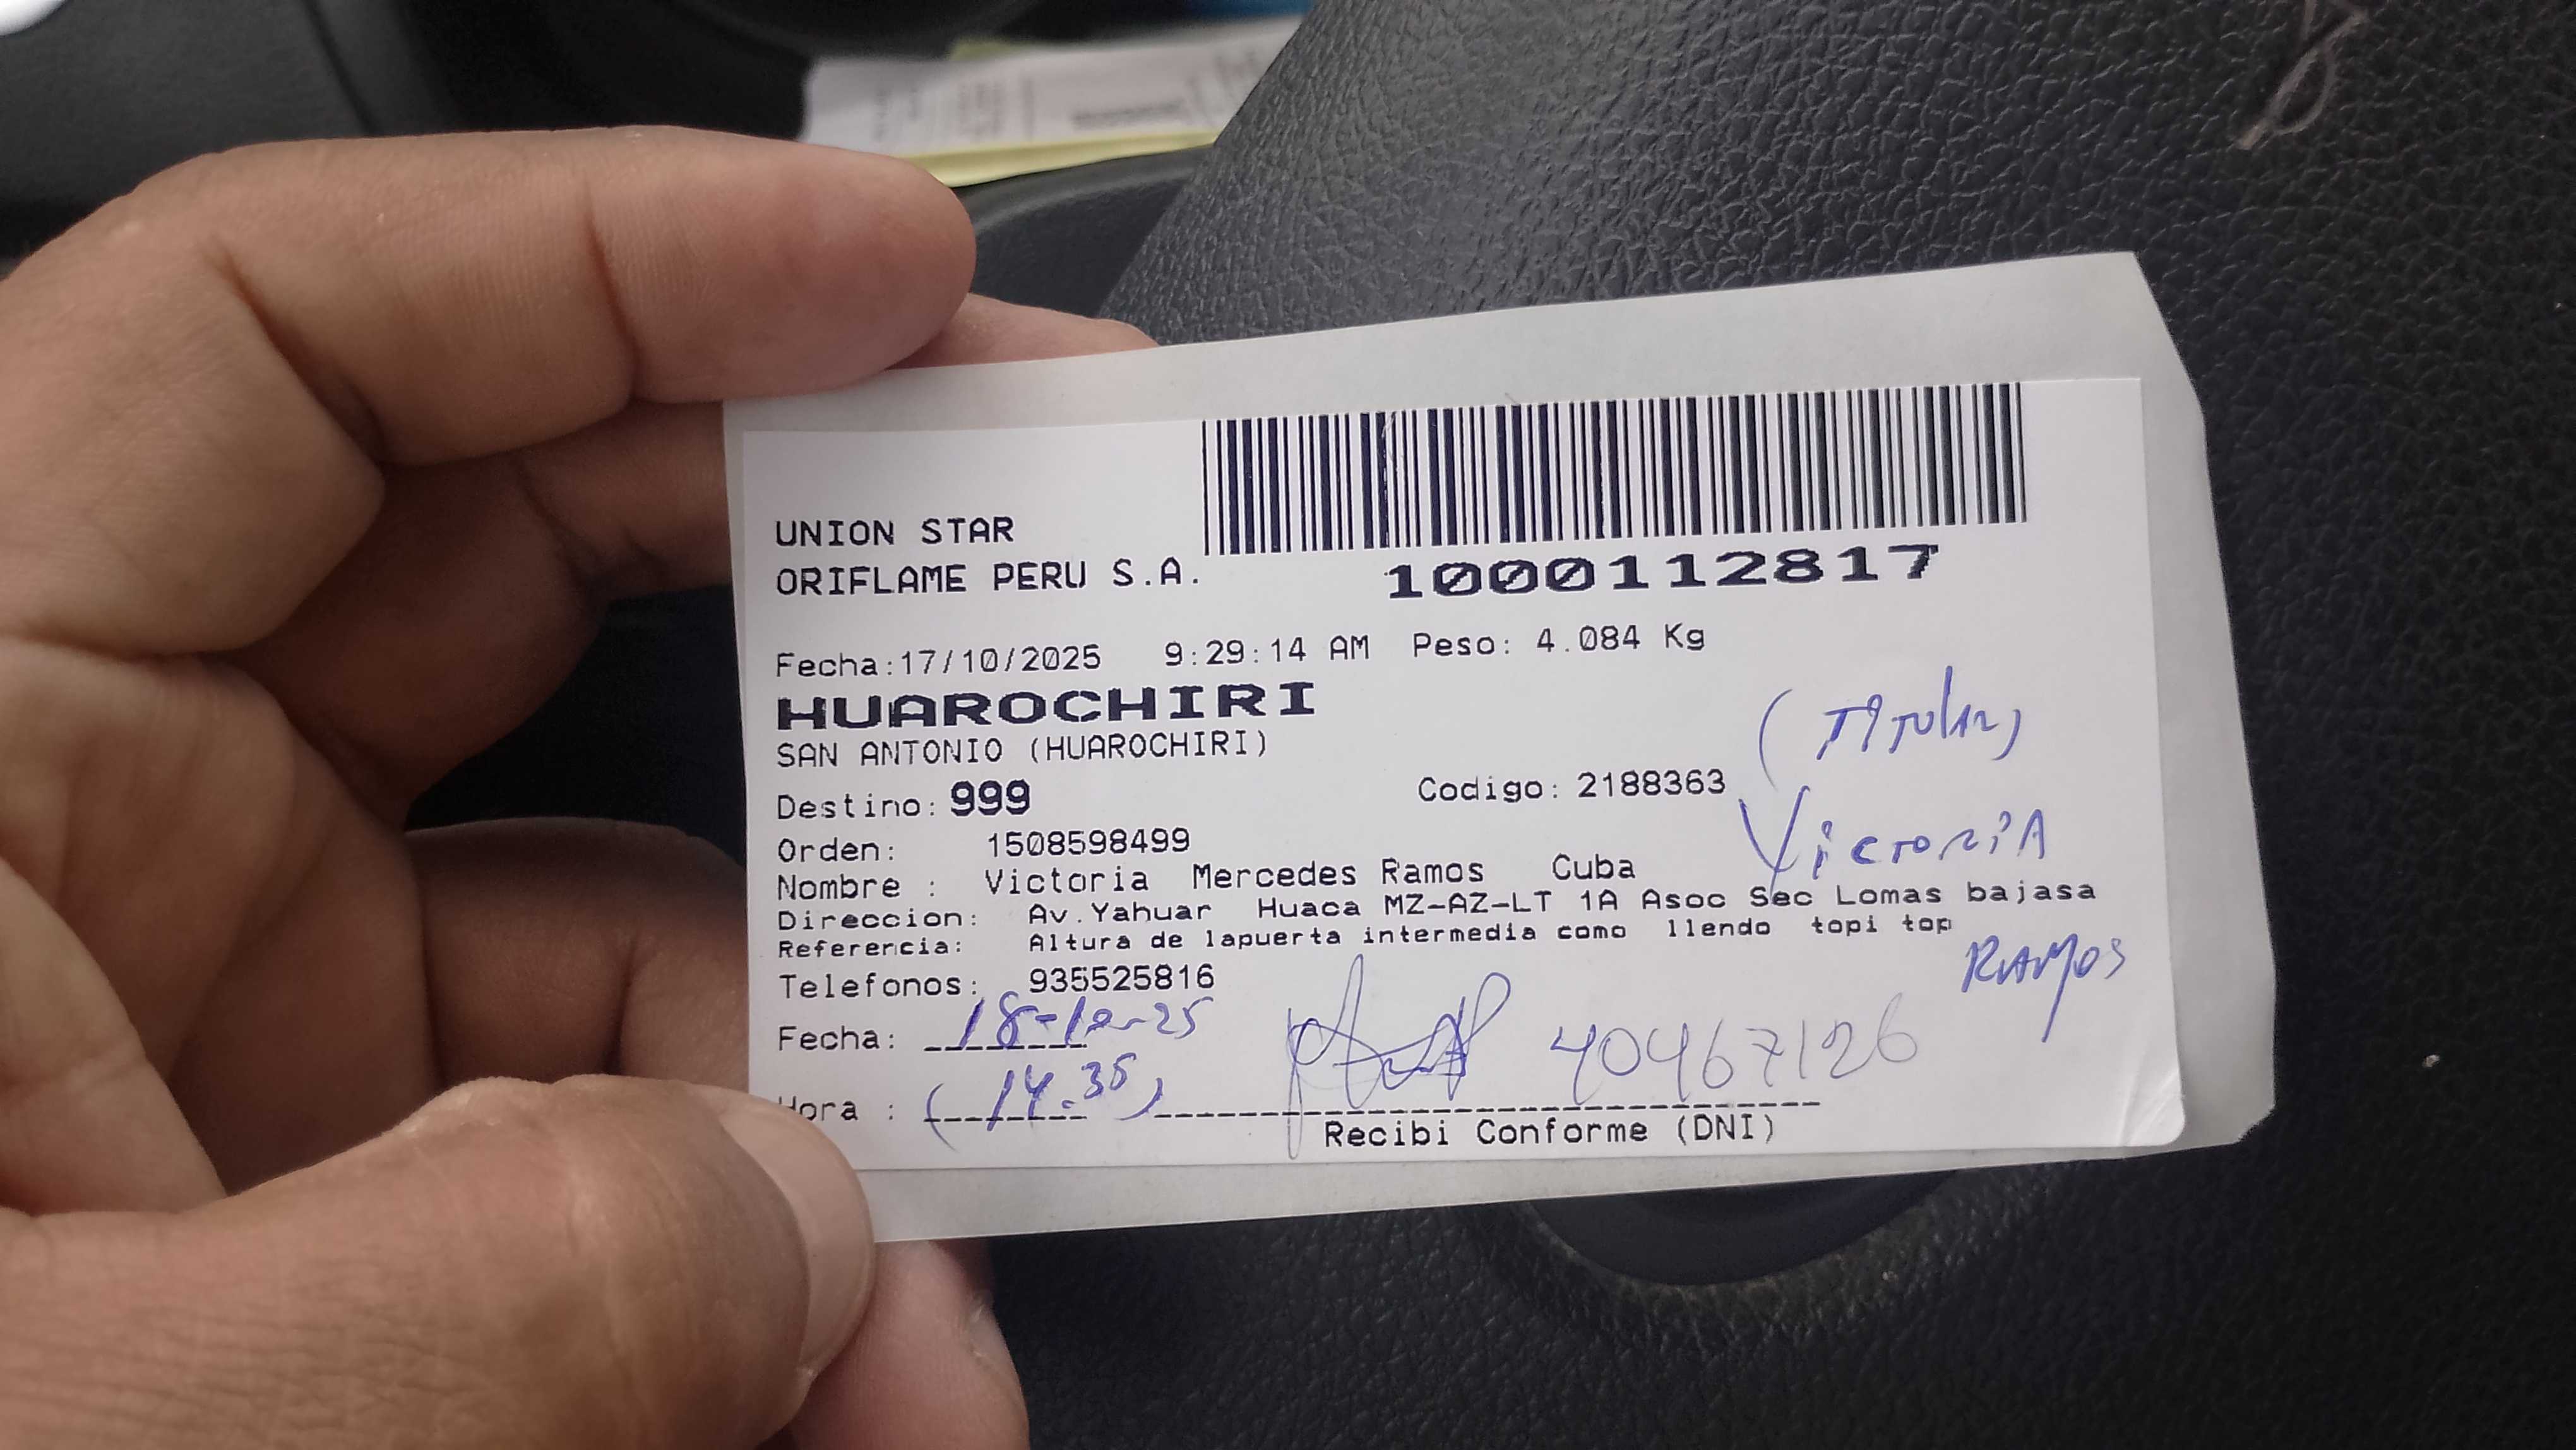 UNION STAR
ORIFLAME PERU S.A.
1000112817
Fecha:17/10/2025 9:29:14 AM Peso: 4.084 Kg
HUAROCHIRI
SAN ANTONIO (HUAROCHIRI)
(TITULAR)
Destino: 999 Codigo: 2188363
Orden: 1508598499
Nombre : Victoria Mercedes Ramos Cuba
VictoriA
Direccion: Av.Yahuar Huaca MZ-AZ-LT 1A Asoc Sec Lomas bajasa
Referencia: Altura de lapuerta intermedia como llendo topi top
RAMOS
Telefonos: 935525816
Fecha: 18-10-25
40467126
Hora : (14.35)
Recibi Conforme (DNI)